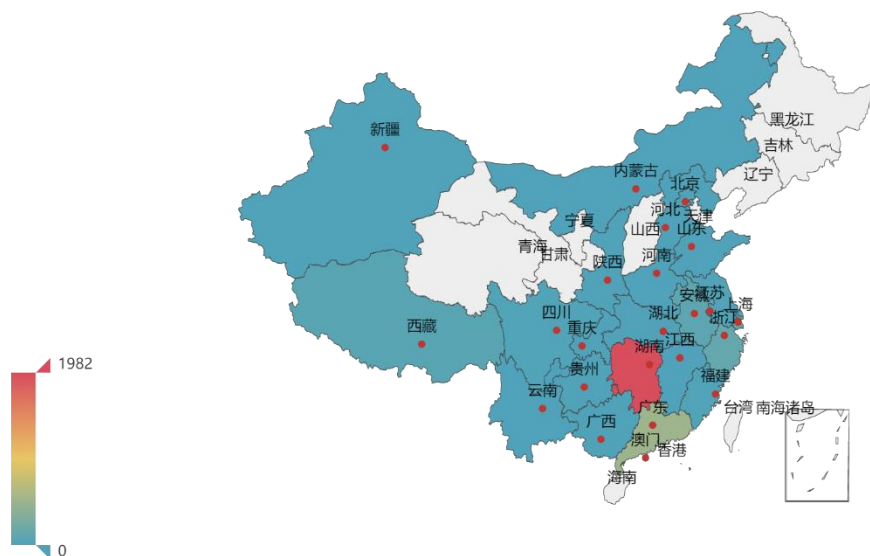 黑龙江
新疆
吉林
内蒙古
北京
辽宁
宁夏
河北
天津
山西
山东
青海
甘肃
陕西
河南
四川
湖北
安徽
江苏
上海
西藏
重庆
浙江
湖南
江西
1982
贵州
福建
云南
广东
台湾
南海诸岛
广西
澳门
香港
海南
0